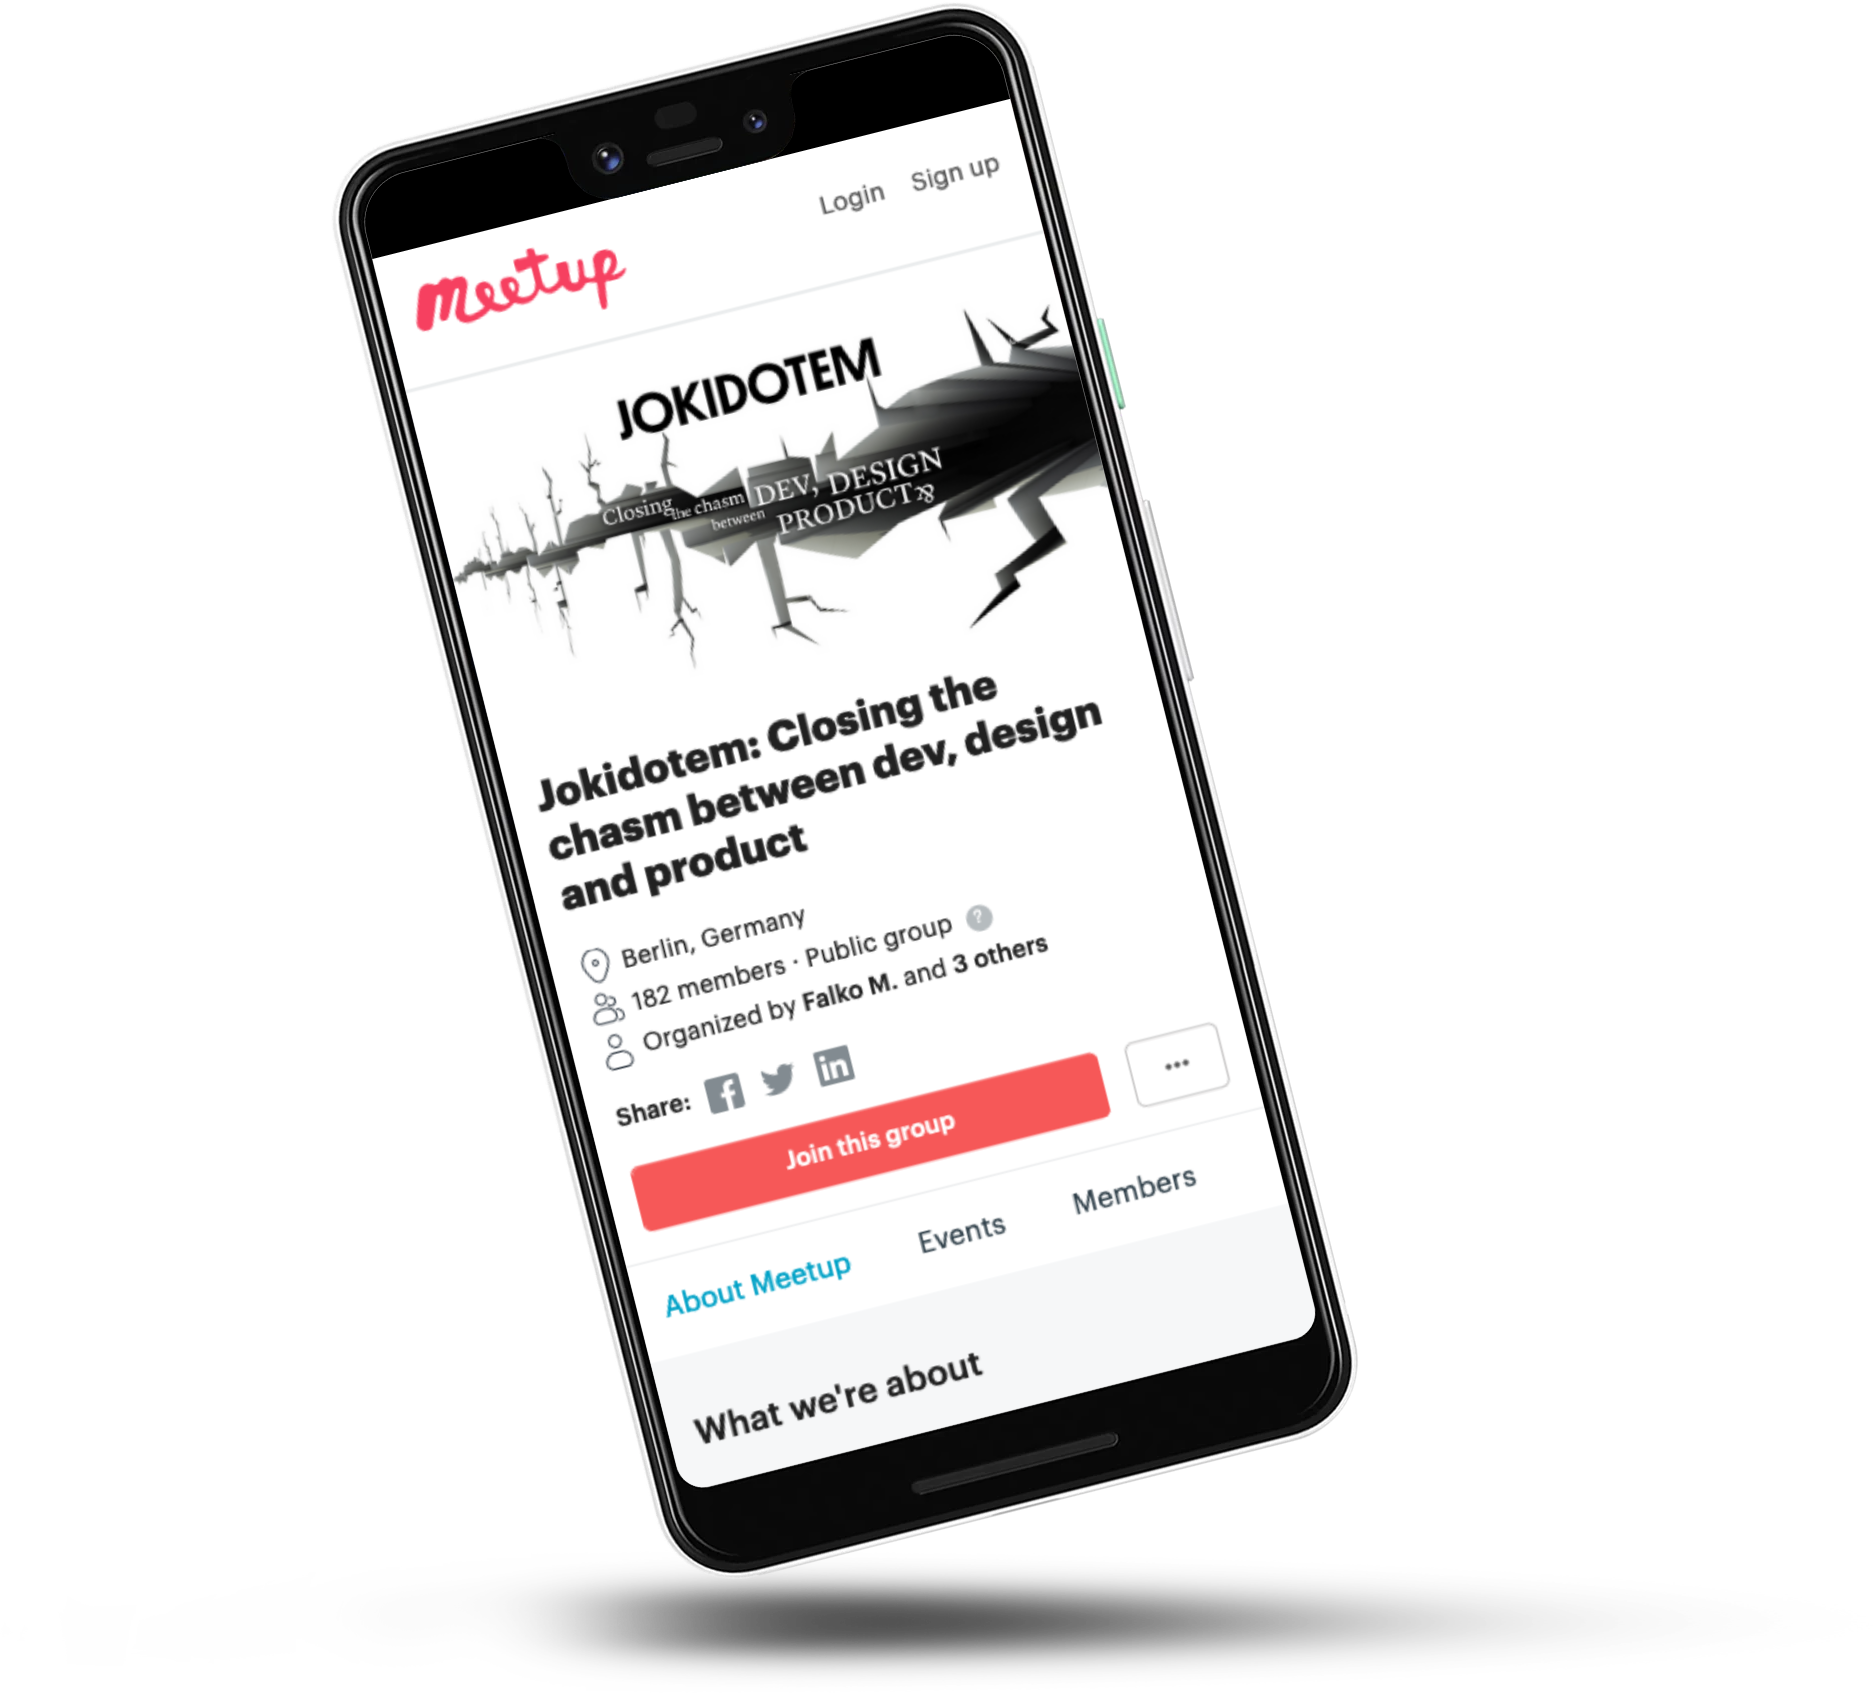 Login Sign up
Meetup
JOKIDOTEM
Closing the chasm between DEV, DESIGN
PRODUCT
Jokidotem: Closing the
chasm between dev, design
and product
Berlin, Germany
182 members · Public group ?
Organized by Falko M. and 3 others
Share: f in
Join this group
...
About Meetup Events Members
What we're about